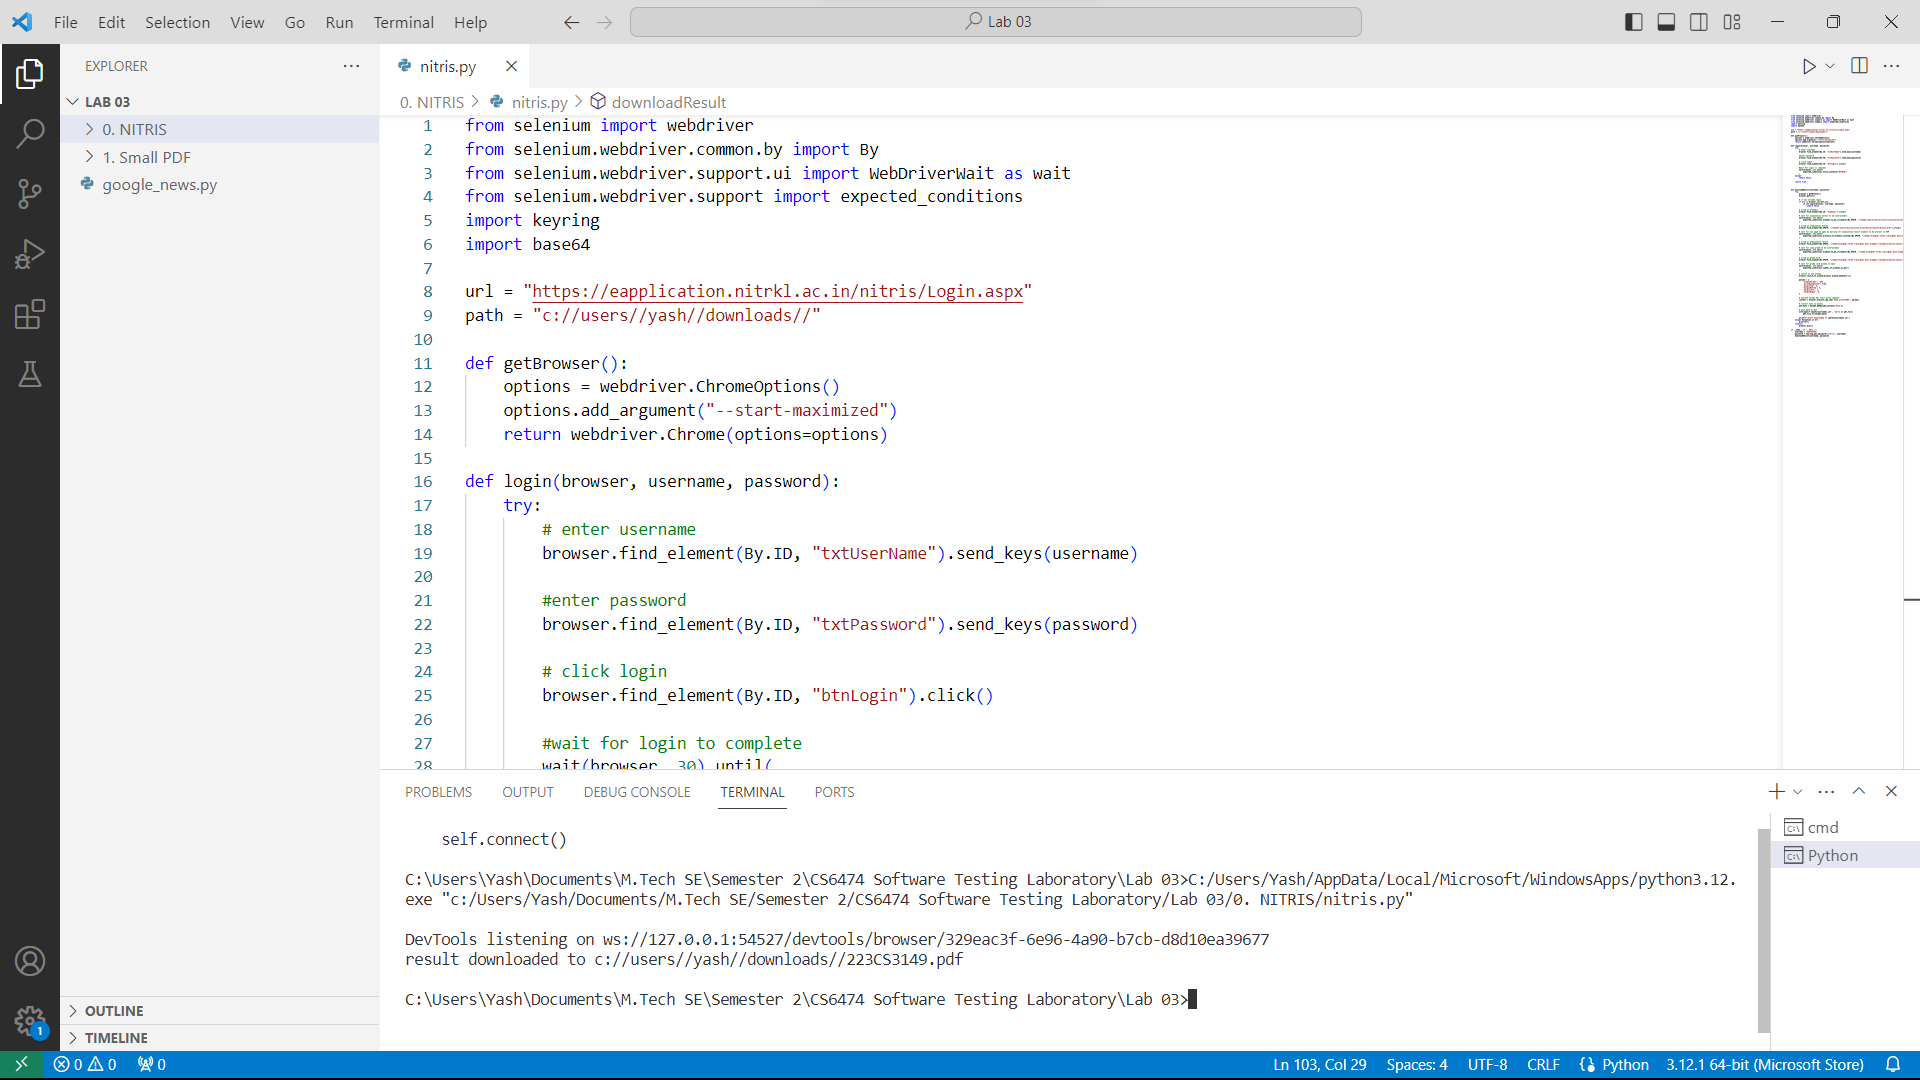 File Edit Selection View Go Run Terminal Help
Lab 03
EXPLORER
LAB 03
0. NITRIS
1. Small PDF
google_news.py
OUTLINE
TIMELINE
nitris.py
0. NITRIS > nitris.py > downloadResult
1 from selenium import webdriver
2 from selenium.webdriver.common.by import By
3 from selenium.webdriver.support.ui import WebDriverWait as wait
4 from selenium.webdriver.support import expected_conditions
5 import keyring
6 import base64
7
8 url = "https://eapplication.nitrkl.ac.in/nitris/Login.aspx"
9 path = "c://users//yash//downloads//"
10
11 def getBrowser():
12 options = webdriver.ChromeOptions()
13 options.add_argument("--start-maximized")
14 return webdriver.Chrome(options=options)
15
16 def login(browser, username, password):
17 try:
18 # enter username
19 browser.find_element(By.ID, "txtUserName").send_keys(username)
20
21 #enter password
22 browser.find_element(By.ID, "txtPassword").send_keys(password)
23
24 # click login
25 browser.find_element(By.ID, "btnLogin").click()
26
27 #wait for login to complete
28 wait(browser, 30).until(
PROBLEMS OUTPUT DEBUG CONSOLE TERMINAL PORTS
self.connect()
C:\Users\Yash\Documents\M.Tech SE\Semester 2\CS6474 Software Testing Laboratory\Lab 03>C:/Users/Yash/AppData/Local/Microsoft/WindowsApps/python3.12.
exe "c:/Users/Yash/Documents/M.Tech SE/Semester 2/CS6474 Software Testing Laboratory/Lab 03/0. NITRIS/nitris.py"
DevTools listening on ws://127.0.0.1:54527/devtools/browser/329eac3f-6e96-4a90-b7cb-d8d10ea39677
result downloaded to c://users//yash//downloads//223CS3149.pdf
C:\Users\Yash\Documents\M.Tech SE\Semester 2\CS6474 Software Testing Laboratory\Lab 03>
cmd
Python
1
0 0 0
Ln 103, Col 29 Spaces: 4 UTF-8 CRLF Python 3.12.1 64-bit (Microsoft Store)